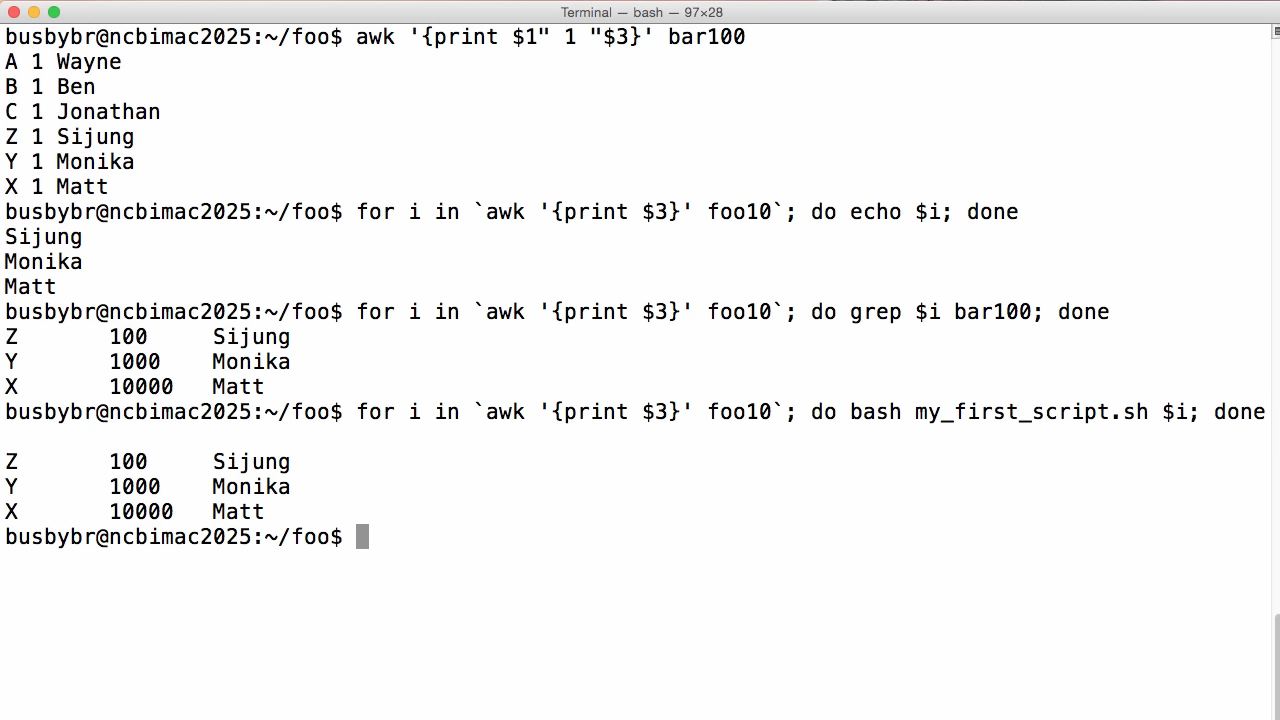 Terminal — bash — 97×28
busbybr@ncbimac2025:~/foo$ awk '{print $1" 1 "$3}' bar100
A 1 Wayne
B 1 Ben
C 1 Jonathan
Z 1 Sijung
Y 1 Monika
X 1 Matt
busbybr@ncbimac2025:~/foo$ for i in `awk '{print $3}' foo10`; do echo $i; done
Sijung
Monika
Matt
busbybr@ncbimac2025:~/foo$ for i in `awk '{print $3}' foo10`; do grep $i bar100; done
Z       100     Sijung
Y       1000    Monika
X       10000   Matt
busbybr@ncbimac2025:~/foo$ for i in `awk '{print $3}' foo10`; do bash my_first_script.sh $i; done
Z       100     Sijung
Y       1000    Monika
X       10000   Matt
busbybr@ncbimac2025:~/foo$